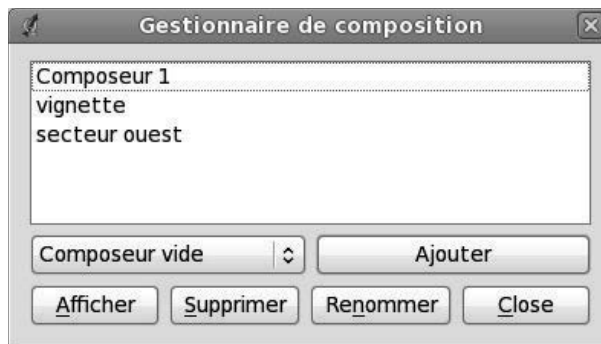 Gestionnaire de composition
Composeur 1
vignette
secteur ouest
Composeur vide
Ajouter
Afficher
Supprimer
Renommer
Close